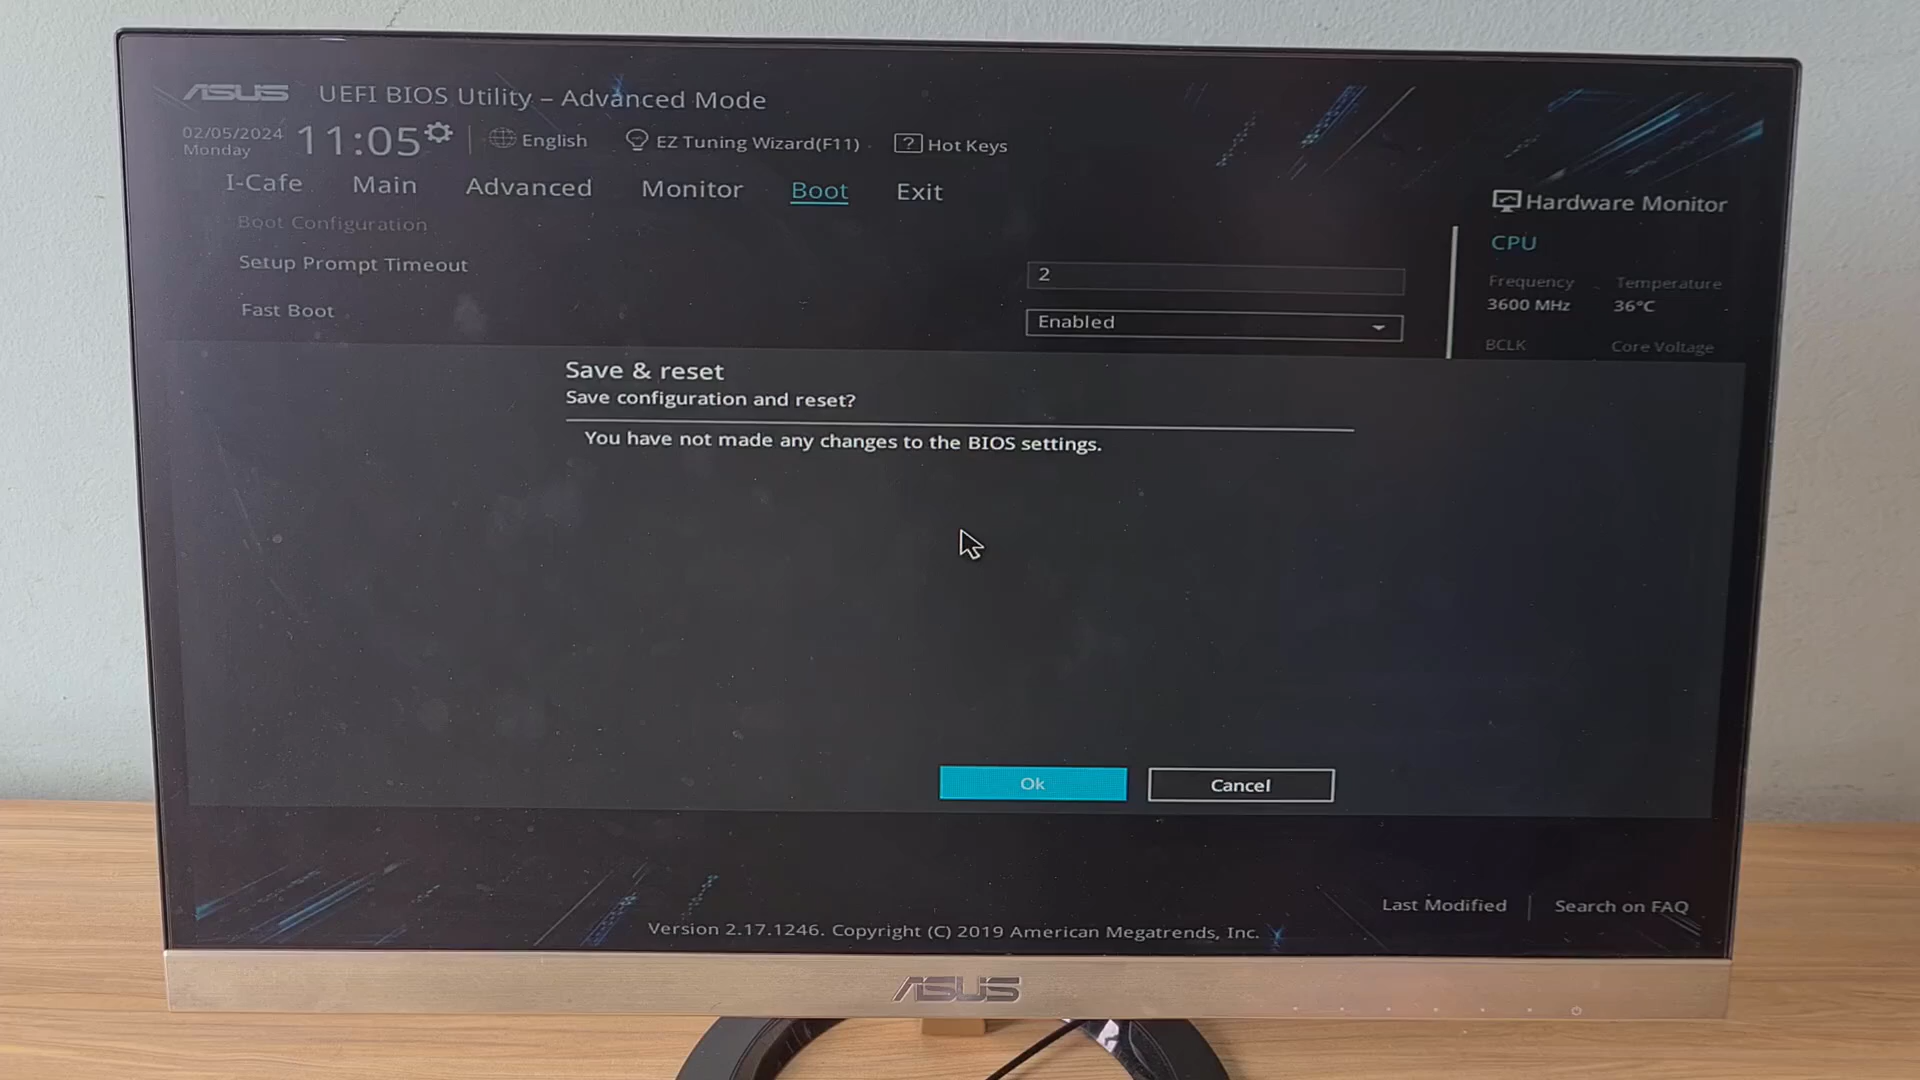 ASUS UEFI BIOS Utility – Advanced Mode
02/05/2024
Monday
11:05
English
EZ Tuning Wizard(F11)
? Hot Keys
I-Cafe Main Advanced Monitor Boot Exit
Hardware Monitor
Boot Configuration
CPU
Setup Prompt Timeout
2
Frequency Temperature
3600 MHz 36°C
Fast Boot
Enabled
BCLK Core Voltage
Save & reset
Save configuration and reset?
You have not made any changes to the BIOS settings.
Ok Cancel
Last Modified Search on FAQ
Version 2.17.1246. Copyright (C) 2019 American Megatrends, Inc.
ASUS